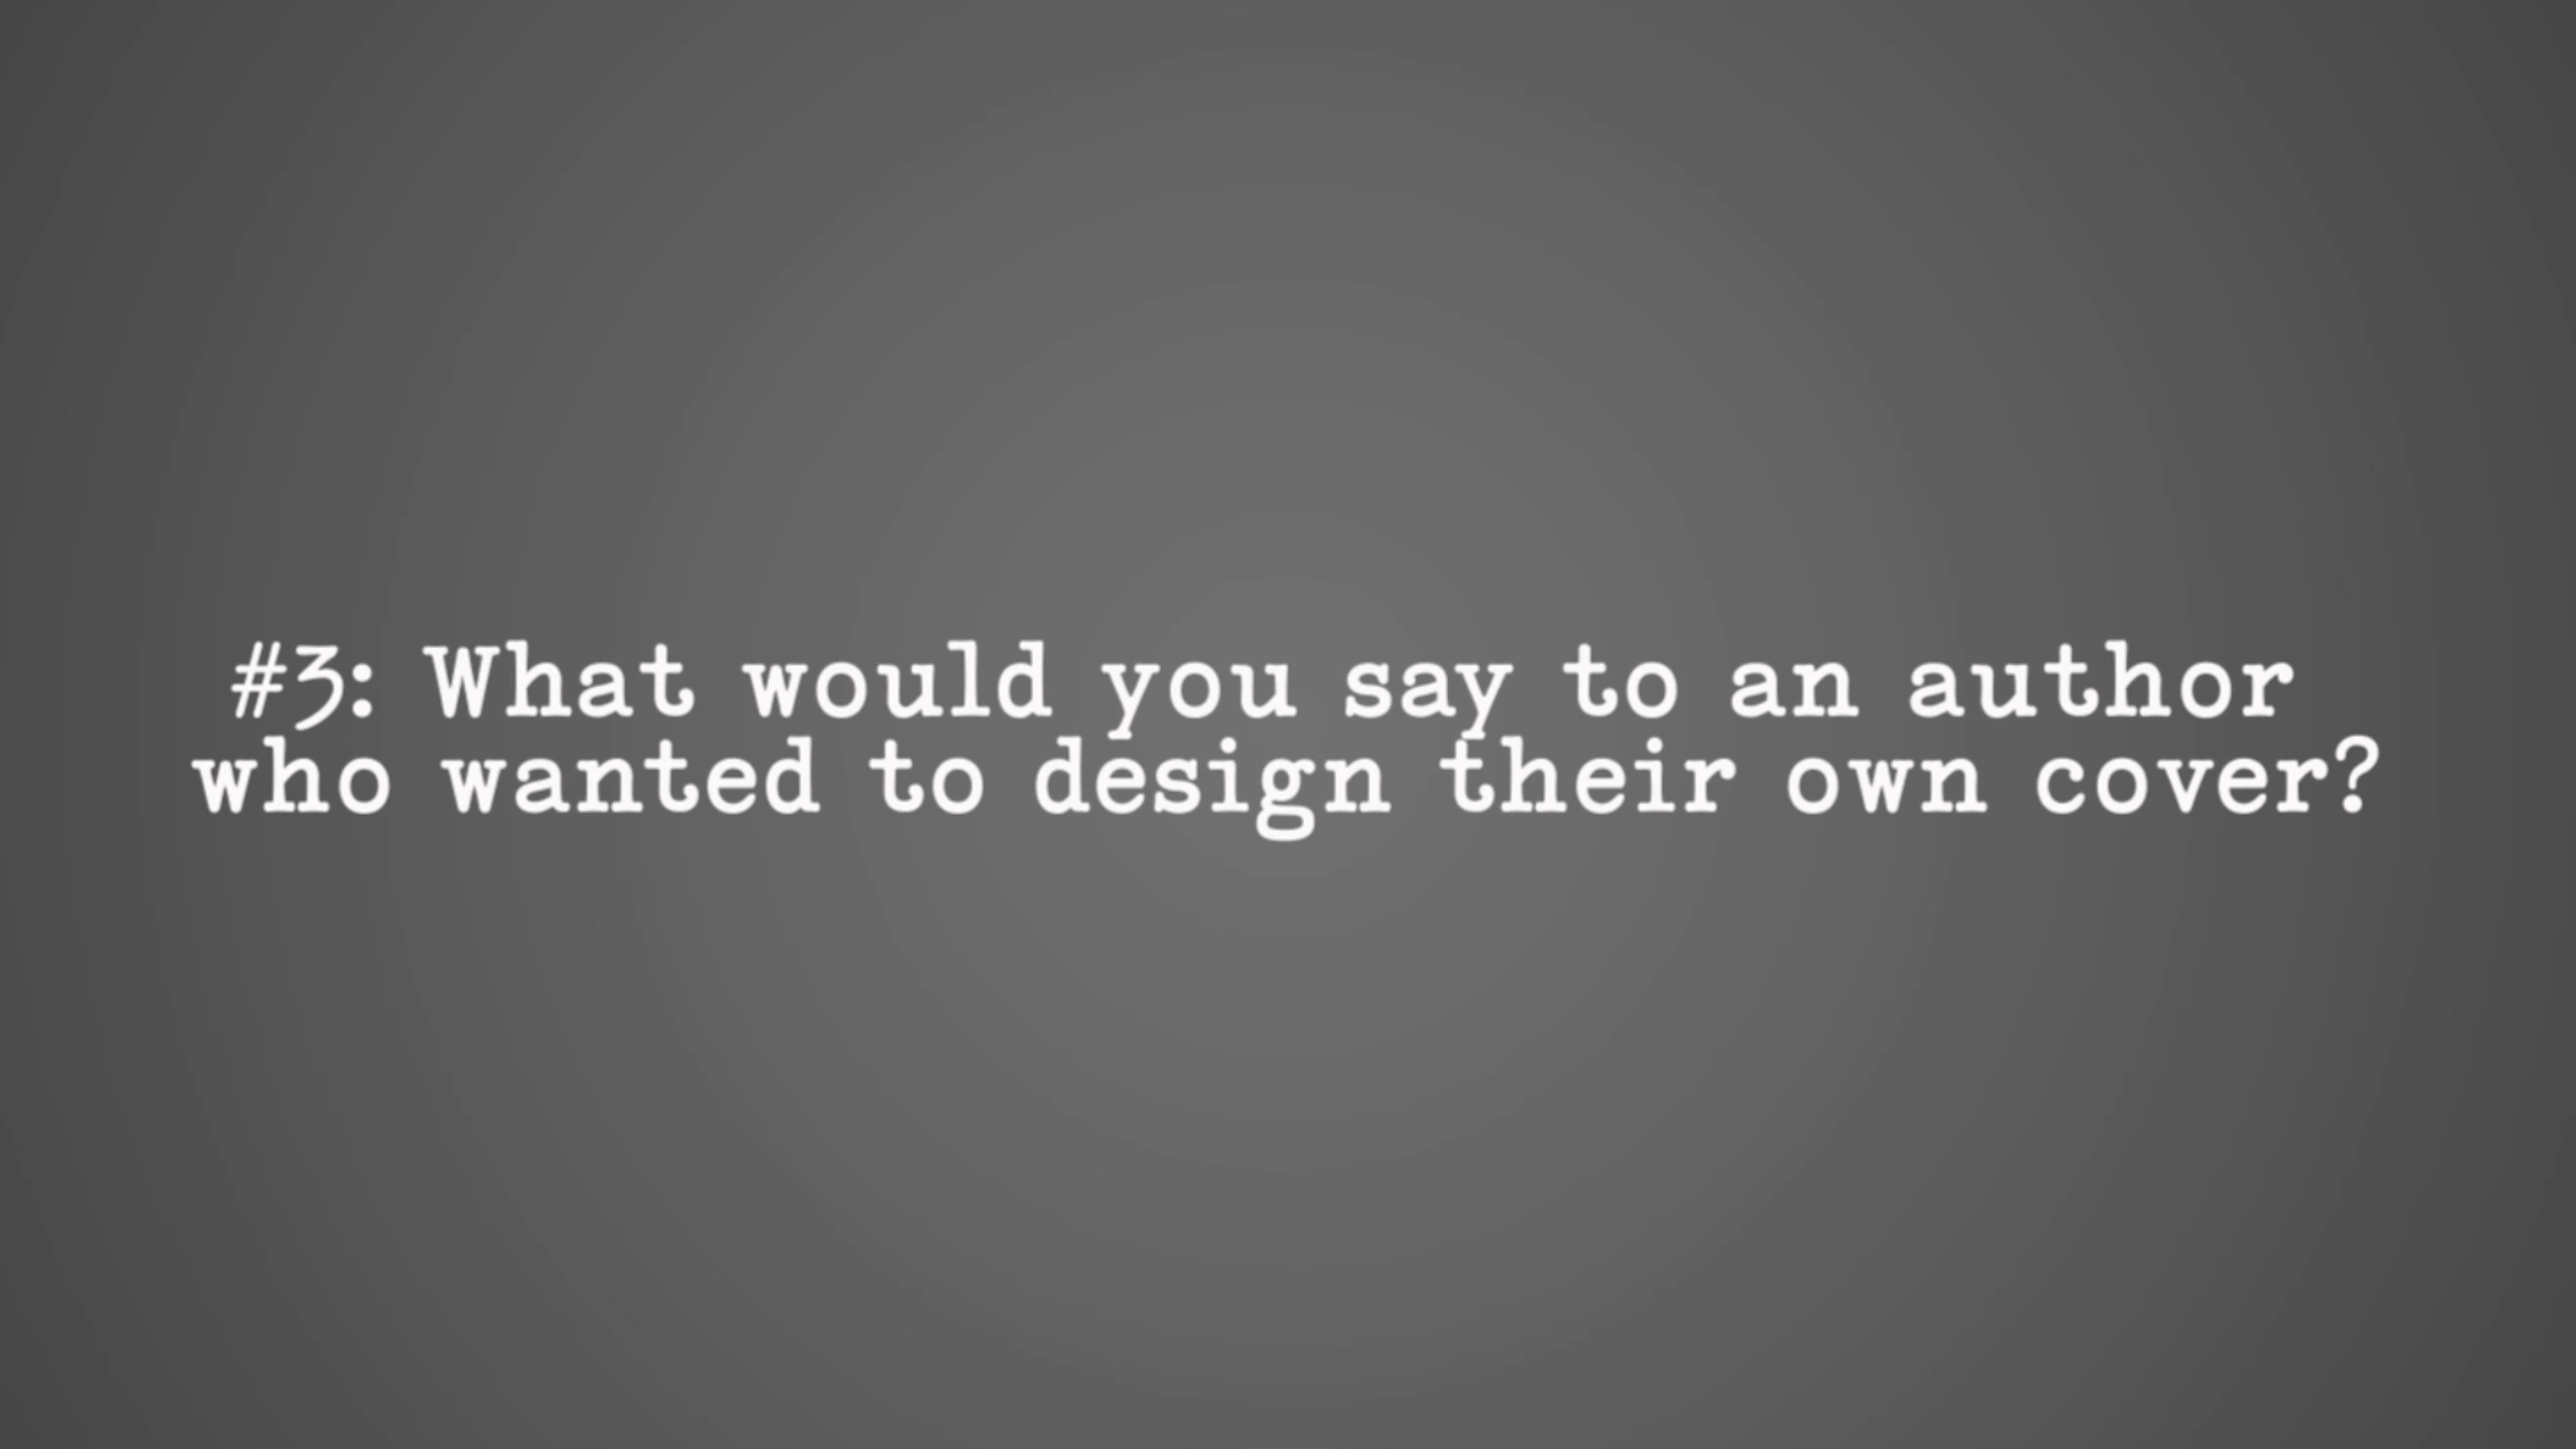 #3: What would you say to an author
who wanted to design their own cover?